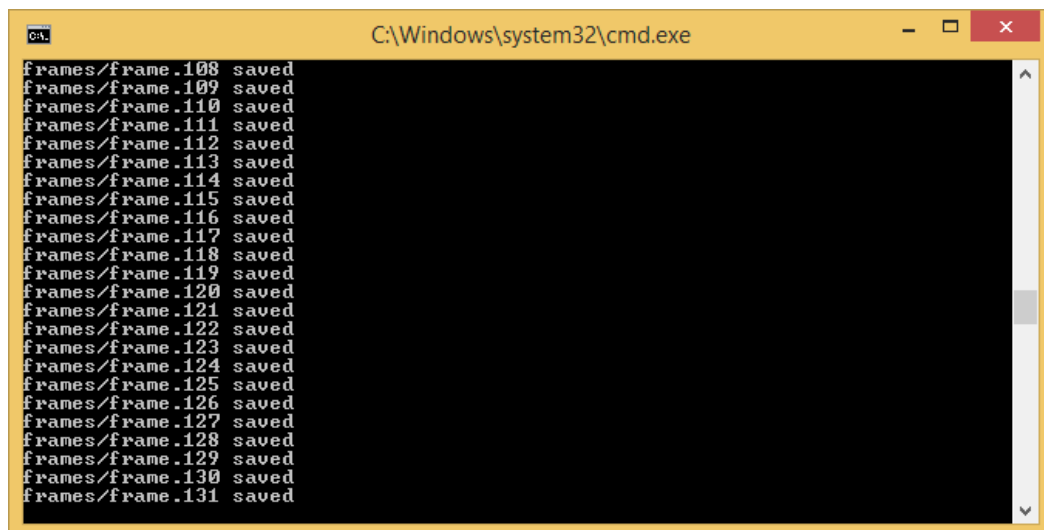 C:\Windows\system32\cmd.exe
frames/frame.108 saved
frames/frame.109 saved
frames/frame.110 saved
frames/frame.111 saved
frames/frame.112 saved
frames/frame.113 saved
frames/frame.114 saved
frames/frame.115 saved
frames/frame.116 saved
frames/frame.117 saved
frames/frame.118 saved
frames/frame.119 saved
frames/frame.120 saved
frames/frame.121 saved
frames/frame.122 saved
frames/frame.123 saved
frames/frame.124 saved
frames/frame.125 saved
frames/frame.126 saved
frames/frame.127 saved
frames/frame.128 saved
frames/frame.129 saved
frames/frame.130 saved
frames/frame.131 saved